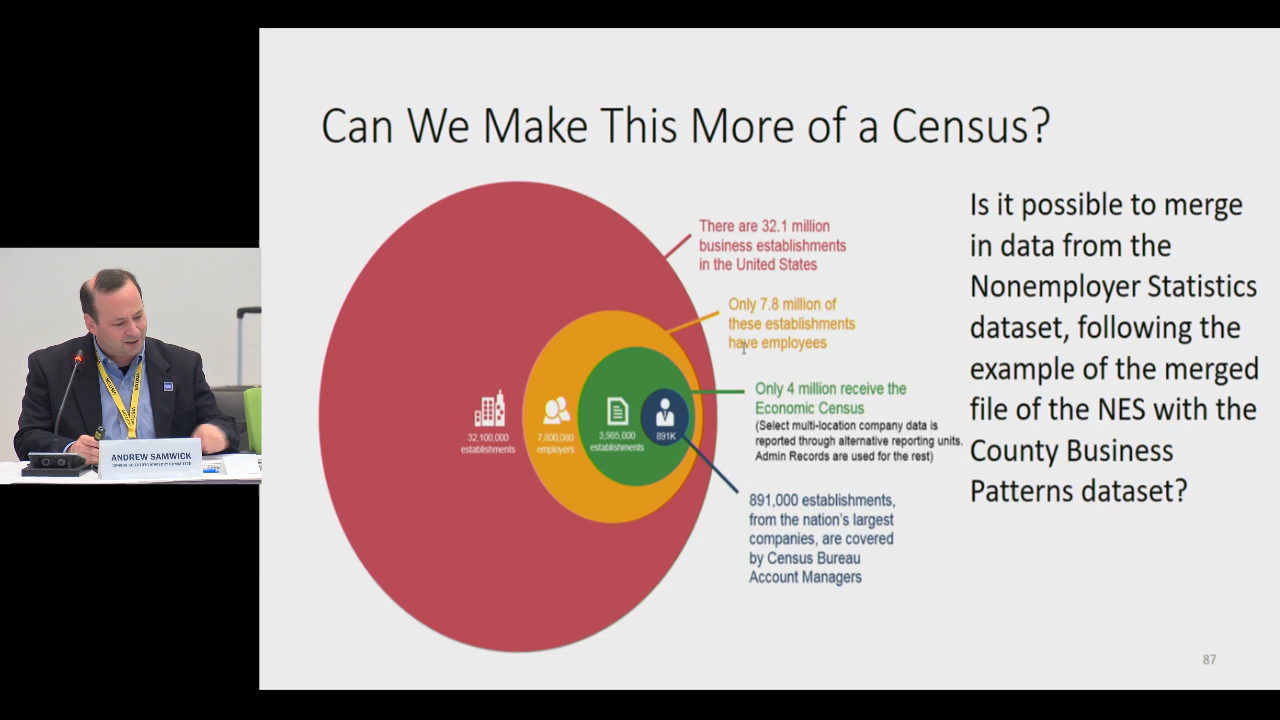 Can We Make This More of a Census?
There are 32.1 million
business establishments
in the United States
Only 7.8 million of
these establishments
have employees
Only 4 million receive the
Economic Census
(Select multi-location company data is
reported through alternative reporting units.
Admin Records are used for the rest)
891,000 establishments,
from the nation's largest
companies, are covered
by Census Bureau
Account Managers
32,100,000
establishments
employers
3,965,000
establishments
891K
Is it possible to merge
in data from the
Nonemployer Statistics
dataset, following the
example of the merged
file of the NES with the
County Business
Patterns dataset?
87
ANDREW SAMWICK
CENSUS SCIENTIFIC ADVISORY COMMITTEE